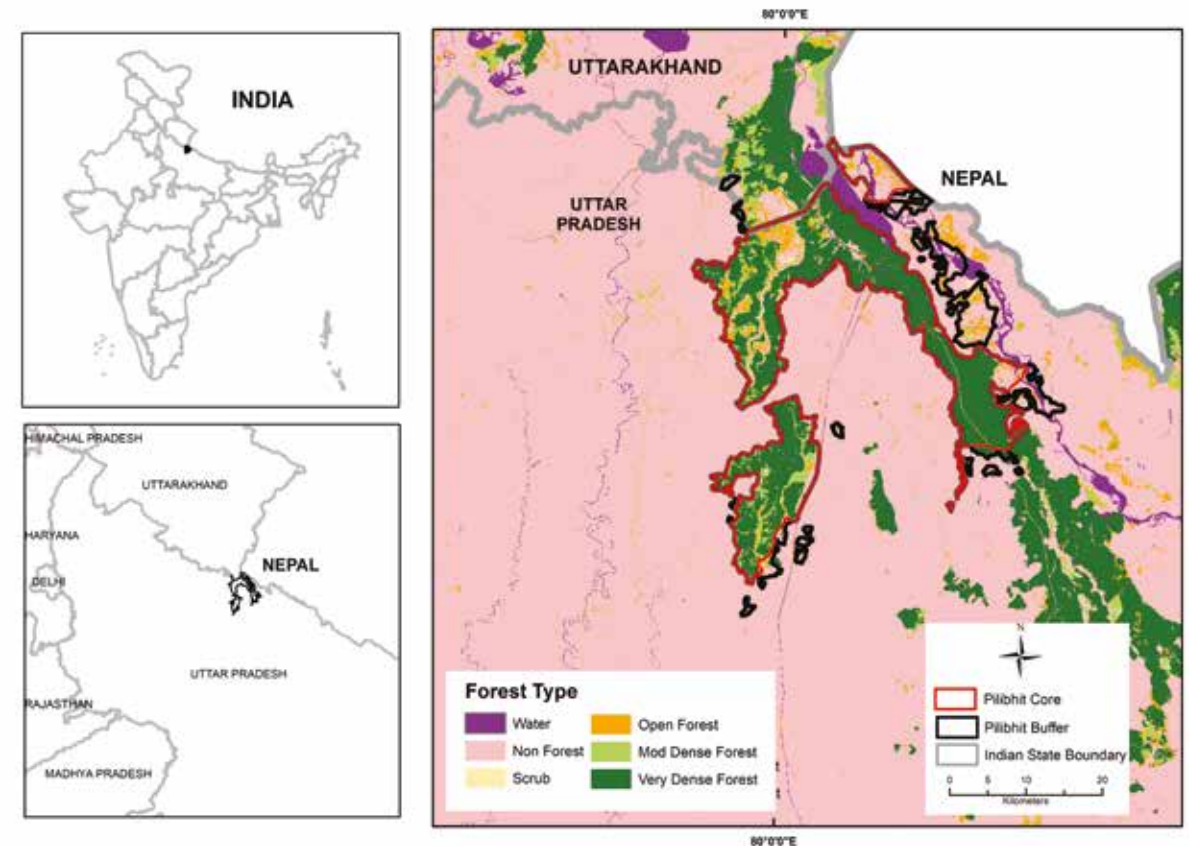 INDIA
HIMACHAL PRADESH
UTTARAKHAND
HARYANA
DELHI
NEPAL
UTTAR PRADESH
RAJASTHAN
MADHYA PRADESH
80°0'0"E
UTTARAKHAND
NEPAL
UTTAR
PRADESH
Forest Type
Water
Non Forest
Scrub
Open Forest
Mod Dense Forest
Very Dense Forest
N
Pilibhit Core
Pilibhit Buffer
Indian State Boundary
0 5 10 20
Kilometers
80°0'0"E